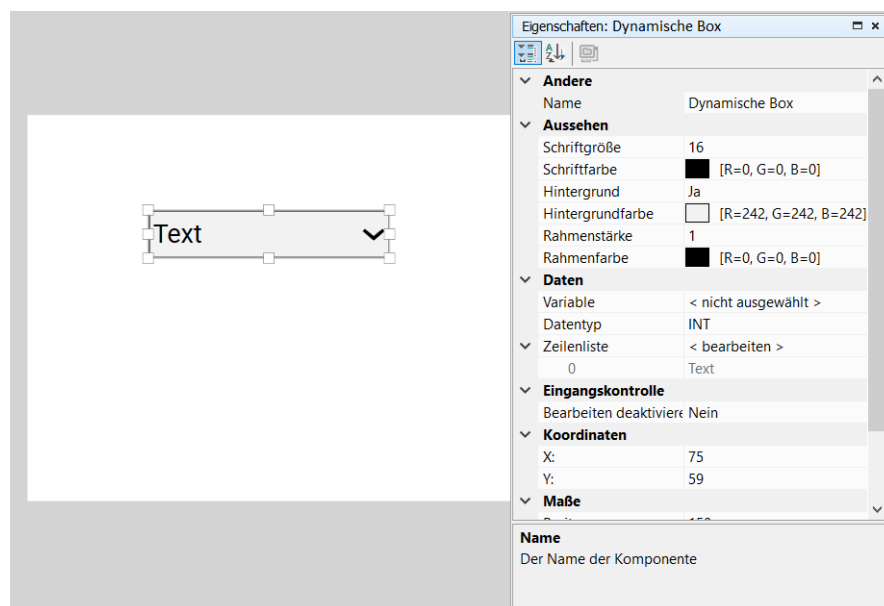 Eigenschaften: Dynamische Box
Andere
Name Dynamische Box
Aussehen
Schriftgröße 16
Schriftfarbe [R=0, G=0, B=0]
Hintergrund Ja
Hintergrundfarbe [R=242, G=242, B=242]
Rahmenstärke 1
Rahmenfarbe [R=0, G=0, B=0]
Daten
Variable < nicht ausgewählt >
Datentyp INT
Zeilenliste < bearbeiten >
0 Text
Eingangskontrolle
Bearbeiten deaktiviere Nein
Koordinaten
X: 75
Y: 59
Maße
Name
Der Name der Komponente
Text